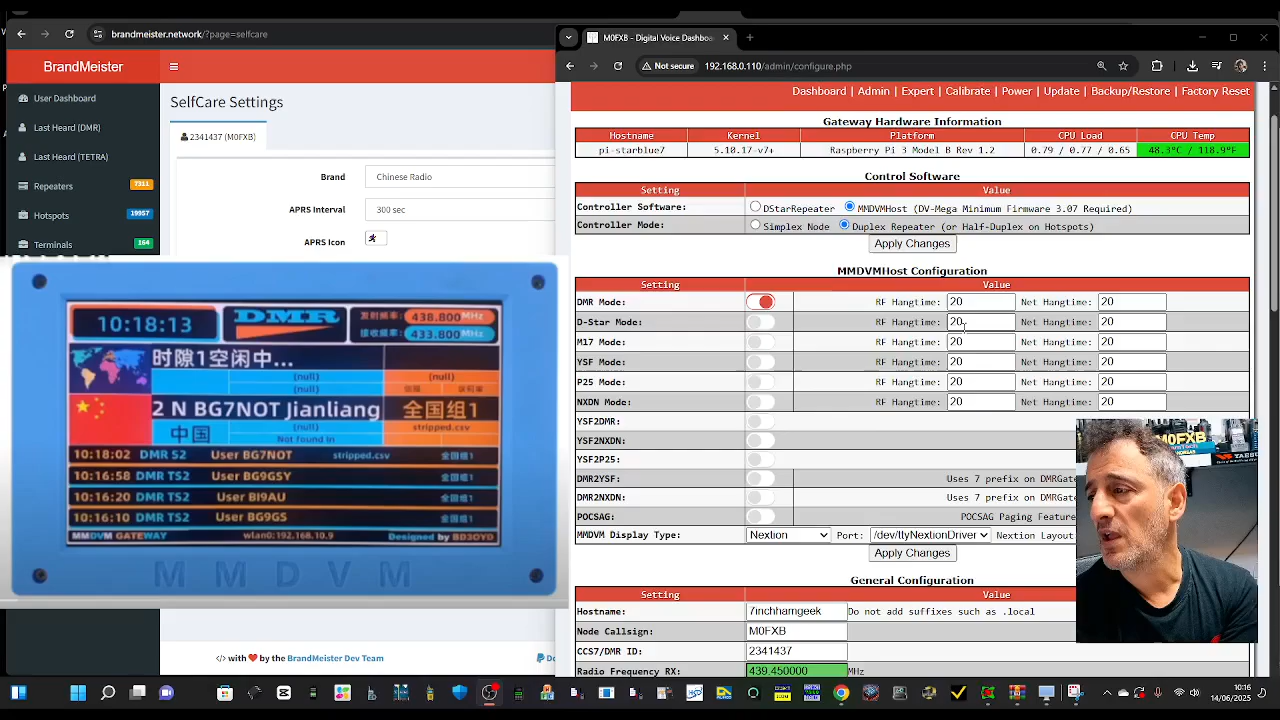 brandmeister.network/?page=selfcare
M0FXB - Digital Voice Dashbo
Not secure 192.168.0.110/admin/configure.php
BrandMeister
User Dashboard
Last Heard (DMR)
Last Heard (TETRA)
Repeaters 7311
Hotspots 19957
Terminals 164
SelfCare Settings
2341437 (M0FXB)
Brand Chinese Radio
APRS Interval 300 sec
APRS Icon
10:18:13 DMR 发射频率: 438.800MHz
接收频率: 433.800MHz
时隙1空闲中...
(null) (null)
(null)
2 N BG7NOT Jianliang 全国组1
(null) stripped.csv
中国 Not found in
10:18:02 DMR S2 User BG7NOT stripped.csv 全国组1
10:16:58 DMR TS2 User BG9GSY 全国组1
10:16:20 DMR TS2 User BI9AU 全国组1
10:16:10 DMR TS2 User BG9GS 全国组1
MMDVM GATEWAY wlan0:192.168.10.9 Designed by BD3OYD
MMDVM
</> with ❤ by the BrandMeister Dev Team
Dashboard | Admin | Expert | Calibrate | Power | Update | Backup/Restore | Factory Reset
Gateway Hardware Information
Hostname Kernel Platform CPU Load CPU Temp
pi-starblue7 5.10.17-v7+ Raspberry Pi 3 Model B Rev 1.2 0.79 / 0.77 / 0.65 48.3°C / 118.9°F
Control Software
Setting Value
Controller Software: DStarRepeater MMDVMHost (DV-Mega Minimum Firmware 3.07 Required)
Controller Mode: Simplex Node Duplex Repeater (or Half-Duplex on Hotspots)
Apply Changes
MMDVMHost Configuration
Setting Value
DMR Mode: RF Hangtime: 20 Net Hangtime: 20
D-Star Mode: RF Hangtime: 20 Net Hangtime: 20
M17 Mode: RF Hangtime: 20 Net Hangtime: 20
YSF Mode: RF Hangtime: 20 Net Hangtime: 20
P25 Mode: RF Hangtime: 20 Net Hangtime: 20
NXDN Mode: RF Hangtime: 20 Net Hangtime: 20
YSF2DMR:
YSF2NXDN:
YSF2P25:
DMR2YSF: Uses 7 prefix on DMRGate
DMR2NXDN: Uses 7 prefix on DMRGate
POCSAG: POCSAG Paging Feature
MMDVM Display Type: Nextion Port: /dev/ttyNextionDriver Nextion Layout
Apply Changes
General Configuration
Setting Value
Hostname: 7inchhamgeek Do not add suffixes such as .local
Node Callsign: M0FXB
CCS7/DMR ID: 2341437
Radio Frequency RX: 439.450000 MHz
M0FXB
10:16
14/06/2025